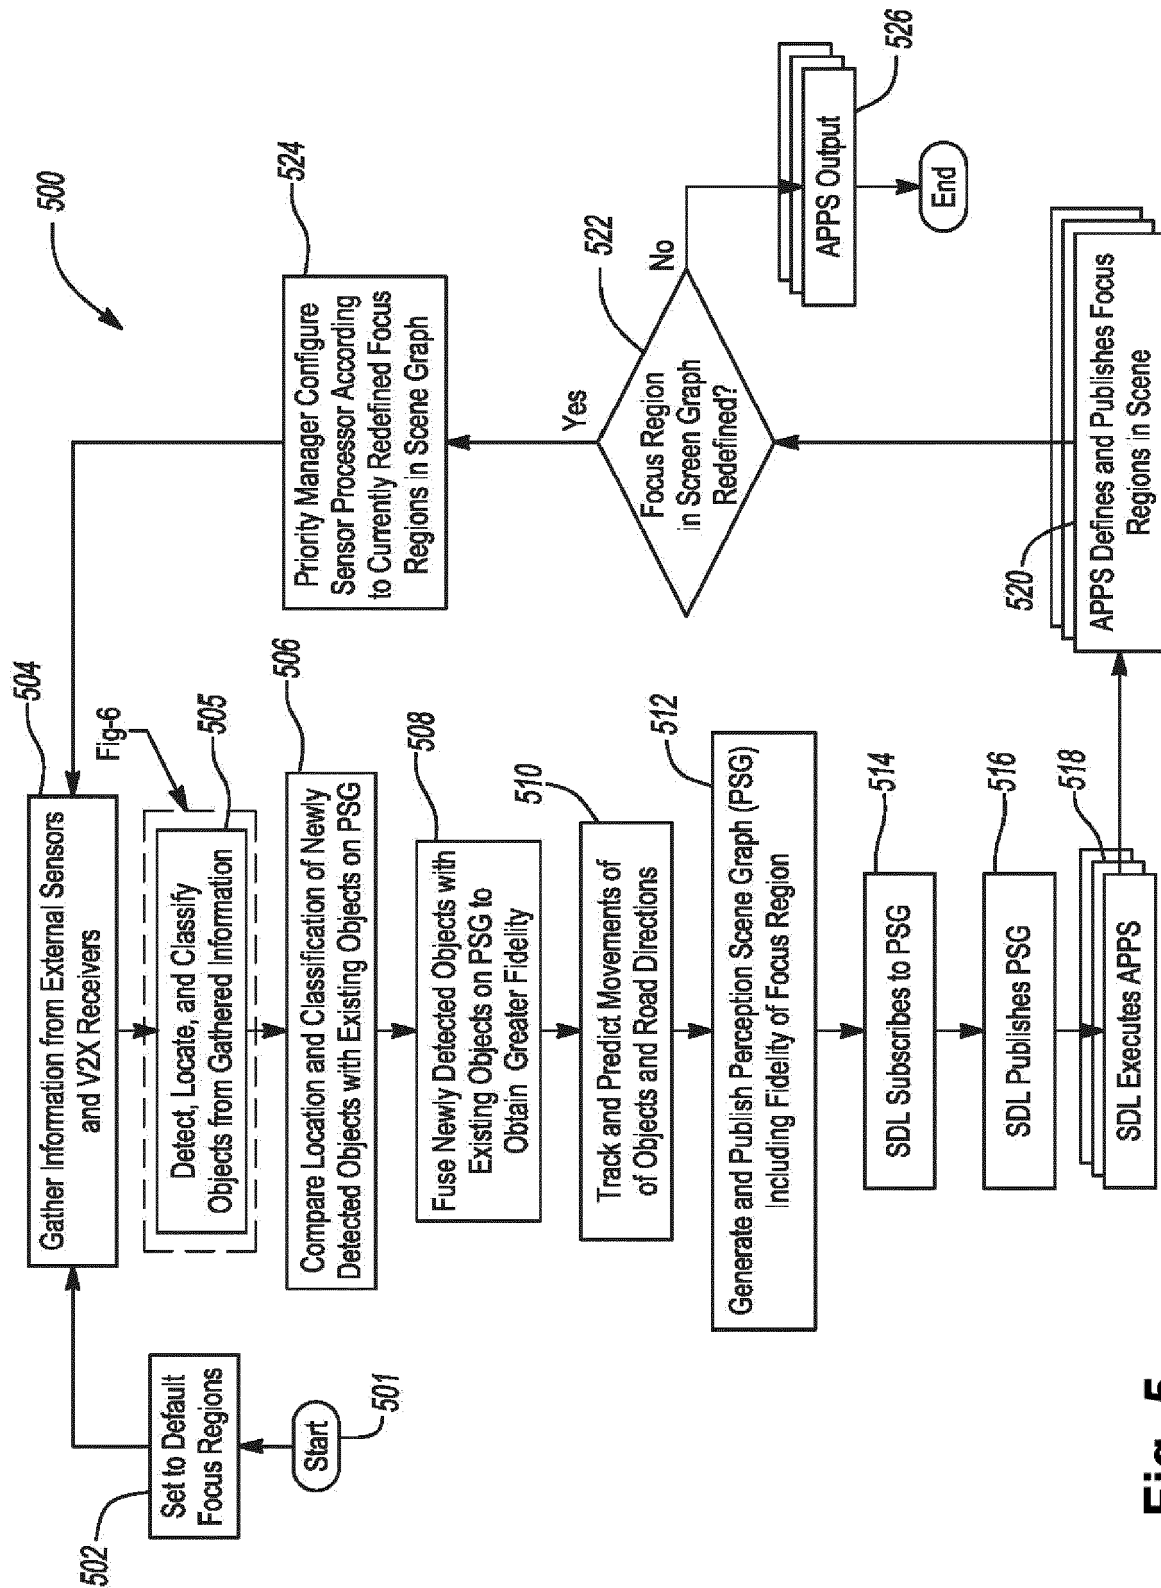 500
Start
501
Set to Default
Focus Regions
502
Gather Information from External Sensors
and V2X Receivers
504
Fig-6
Detect, Locate, and Classify
Objects from Gathered Information
505
Compare Location and Classification of Newly
Detected Objects with Existing Objects on PSG
506
Fuse Newly Detected Objects with
Existing Objects on PSG to
Obtain Greater Fidelity
508
Track and Predict Movements of
of Objects and Road Directions
510
Generate and Publish Perception Scene Graph (PSG)
Including Fidelity of Focus Region
512
SDL Subscribes to PSG
514
SDL Publishes PSG
516
SDL Executes APPS
518
APPS Defines and Publishes Focus
Regions in Scene
520
Focus Region
in Screen Graph
Redefined?
522
Yes
No
Priority Manager Configure
Sensor Processor According
to Currently Redefined Focus
Regions in Scene Graph
524
APPS Output
526
End